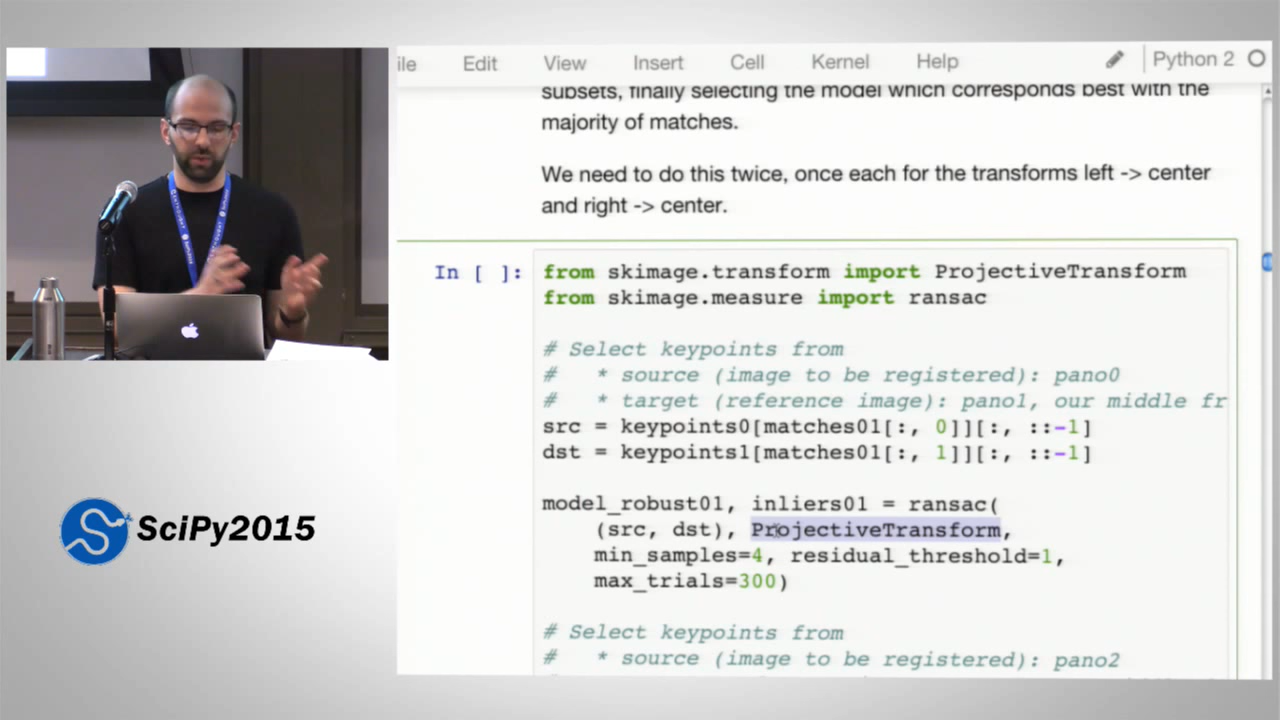 ile Edit View Insert Cell Kernel Help Python 2
subsets, finally selecting the model which corresponds best with the
majority of matches.
We need to do this twice, once each for the transforms left -> center
and right -> center.
In [ ]:
from skimage.transform import ProjectiveTransform
from skimage.measure import ransac
# Select keypoints from
#   * source (image to be registered): pano0
#   * target (reference image): pano1, our middle fr
src = keypoints0[matches01[:, 0]][:, ::-1]
dst = keypoints1[matches01[:, 1]][:, ::-1]
model_robust01, inliers01 = ransac(
(src, dst), ProjectiveTransform,
min_samples=4, residual_threshold=1,
max_trials=300)
# Select keypoints from
#   * source (image to be registered): pano2
SciPy2015